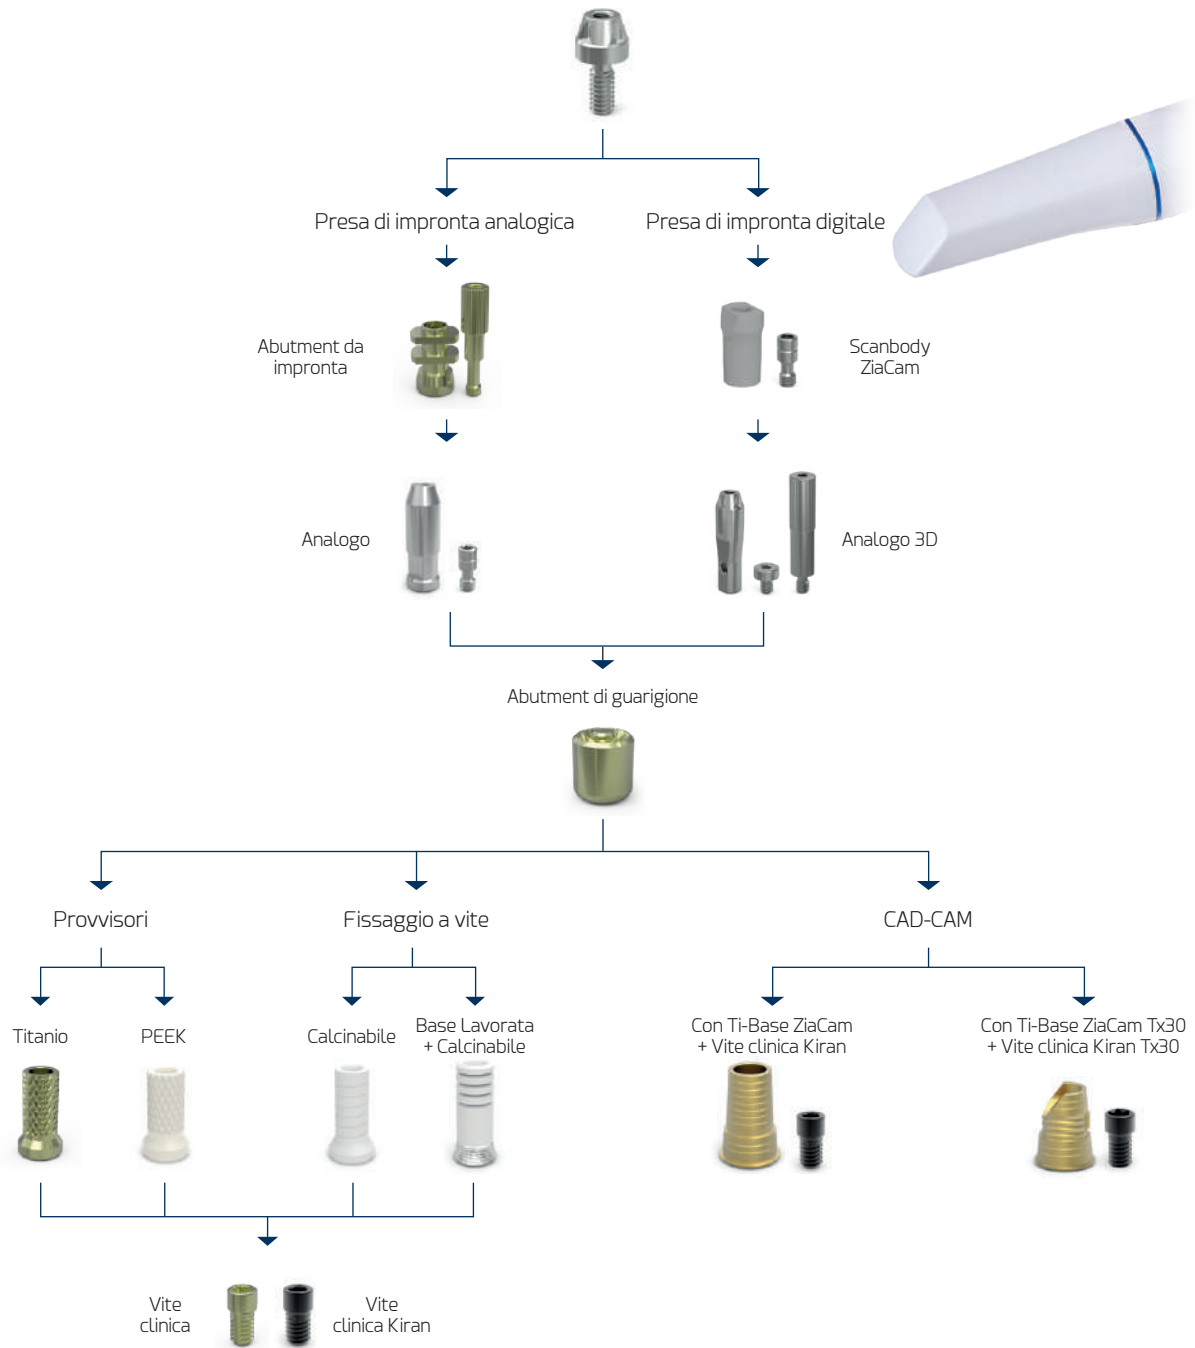 Presa di impronta analogica
Presa di impronta digitale
Abutment da
impronta
Scanbody
ZiaCam
Analogo
Analogo 3D
Abutment di guarigione
Provvisori
Fissaggio a vite
CAD-CAM
Titanio
PEEK
Calcinabile
Base Lavorata
+ Calcinabile
Con Ti-Base ZiaCam
+ Vite clinica Kiran
Con Ti-Base ZiaCam Tx30
+ Vite clinica Kiran Tx30
Vite
clinica
Vite
clinica Kiran